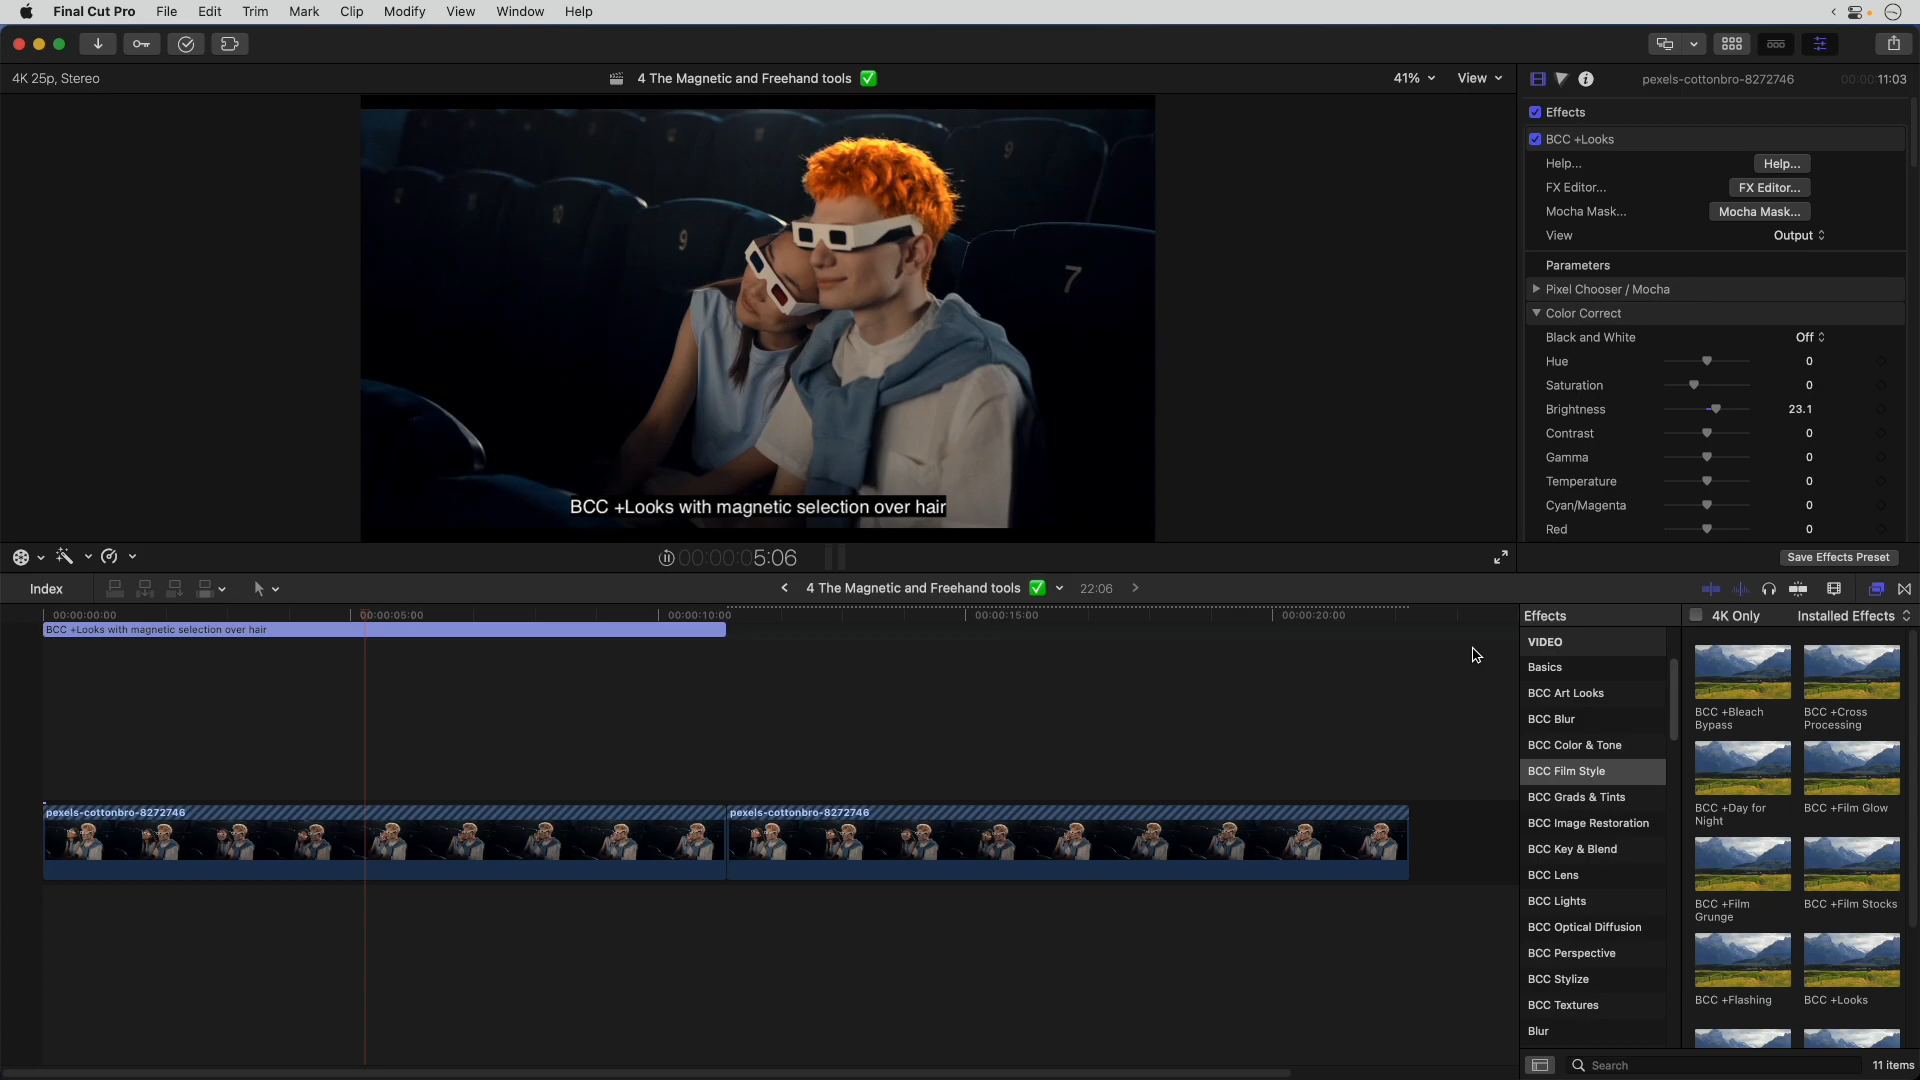 Final Cut Pro File Edit Trim Mark Clip Modify View Window Help
4K 25p, Stereo
4 The Magnetic and Freehand tools ✅
41% View
pexels-cottonbro-8272746 00:00:11:03
Effects
BCC +Looks
Help... Help...
FX Editor... FX Editor...
Mocha Mask... Mocha Mask...
View Output
Parameters
Pixel Chooser / Mocha
Color Correct
Black and White Off
Hue 0
Saturation 0
Brightness 23.1
Contrast 0
Gamma 0
Temperature 0
Cyan/Magenta 0
Red 0
Save Effects Preset
9
10
9
7
BCC +Looks with magnetic selection over hair
00:00:05:06
Index
4 The Magnetic and Freehand tools ✅ 22:06
00:00:00:00 00:00:05:00 00:00:10:00 00:00:15:00 00:00:20:00
BCC +Looks with magnetic selection over hair
pexels-cottonbro-8272746 pexels-cottonbro-8272746
Effects
4K Only Installed Effects
VIDEO
Basics
BCC Art Looks
BCC Blur
BCC Color & Tone
BCC Film Style
BCC Grads & Tints
BCC Image Restoration
BCC Key & Blend
BCC Lens
BCC Lights
BCC Optical Diffusion
BCC Perspective
BCC Stylize
BCC Textures
Blur
BCC +Bleach
Bypass
BCC +Cross
Processing
BCC +Day for
Night
BCC +Film Glow
BCC +Film
Grunge
BCC +Film Stocks
BCC +Flashing
BCC +Looks
Search
11 items